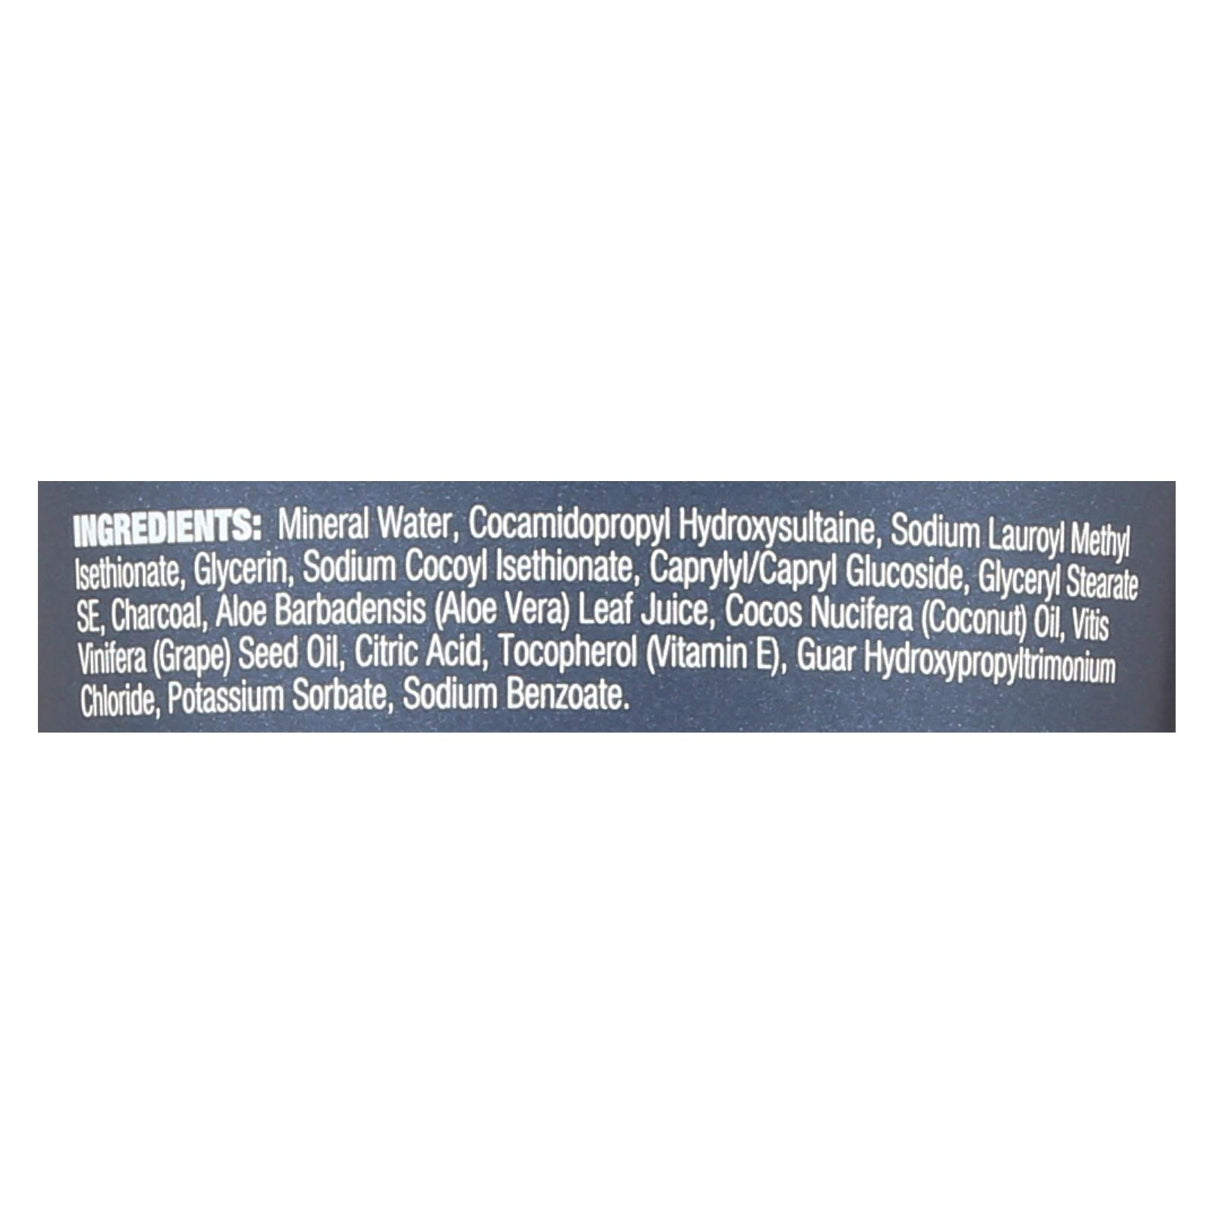 INGREDIENTS: Mineral Water, Cocamidopropyl Hydroxysultaine, Sodium Lauroyl Methyl
Isethionate, Glycerin, Sodium Cocoyl Isethionate, Caprylyl/Capryl Glucoside, Glyceryl Stearate
SE, Charcoal, Aloe Barbadensis (Aloe Vera) Leaf Juice, Cocos Nucifera (Coconut) Oil, Vitis
Vinifera (Grape) Seed Oil, Citric Acid, Tocopherol (Vitamin E), Guar Hydroxypropyltrimonium
Chloride, Potassium Sorbate, Sodium Benzoate.